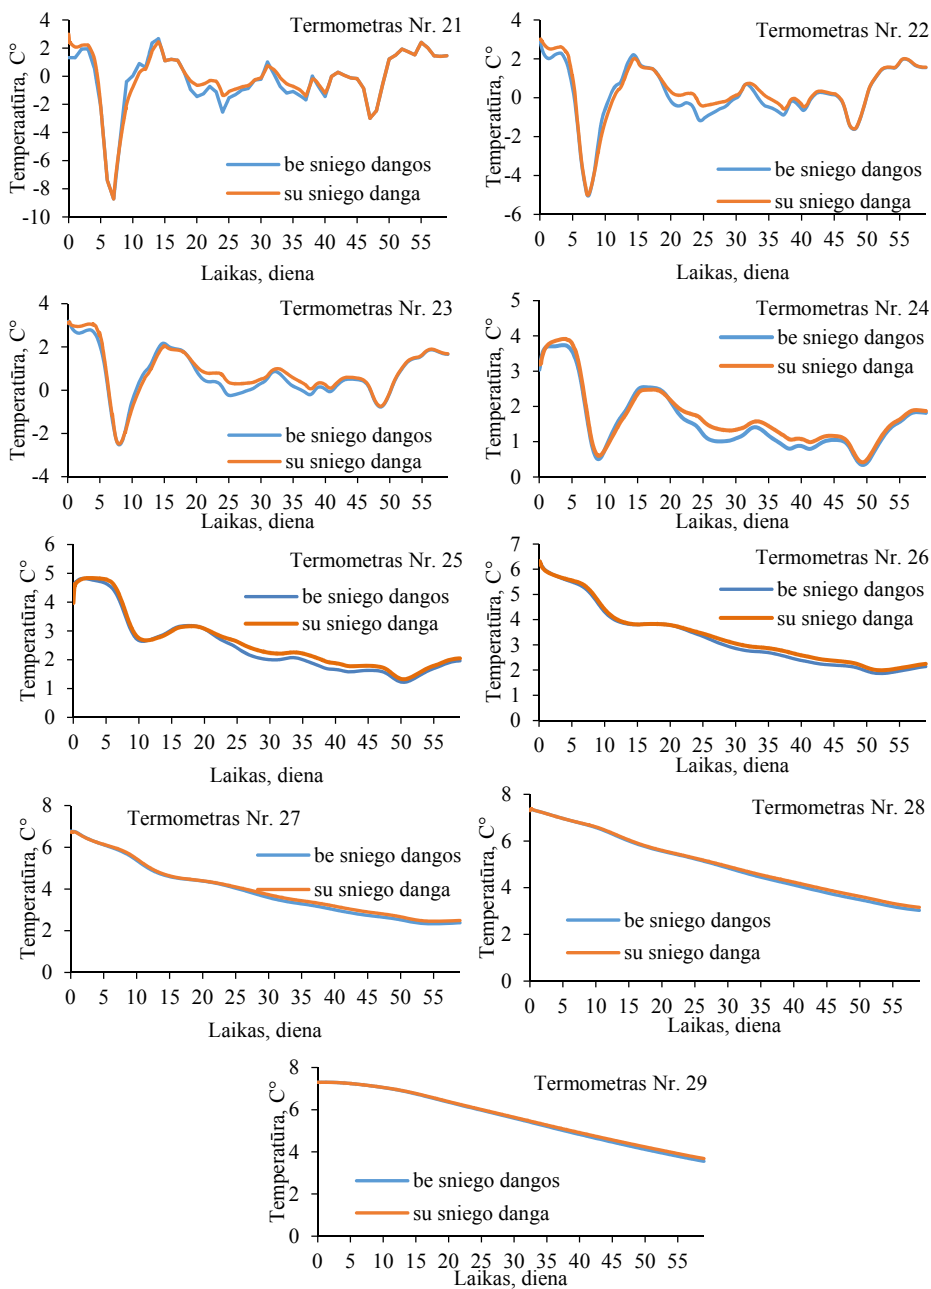 Termometras Nr. 21
Temperaatūra, C°
4
2
0
-2
-4
-6
-8
-10
be sniego dangos
su sniego danga
0 5 10 15 20 25 30 35 40 45 50 55
Laikas, diena
Termometras Nr. 22
Temperatūra, C°
4
2
0
-2
-4
-6
be sniego dangos
su sniego danga
0 5 10 15 20 25 30 35 40 45 50 55
Laikas, diena
Termometras Nr. 23
Temperatūra, C°
4
2
0
-2
-4
be sniego dangos
su sniego danga
0 5 10 15 20 25 30 35 40 45 50 55
Laikas, diena
Termometras Nr. 24
Temperatūra, C°
5
4
3
2
1
0
be sniego dangos
su sniego danga
0 5 10 15 20 25 30 35 40 45 50 55
Laikas, diena
Termometras Nr. 25
Temperatūra, C°
6
5
4
3
2
1
0
be sniego dangos
su sniego danga
0 5 10 15 20 25 30 35 40 45 50 55
Laikas, diena
Termometras Nr. 26
Temperatūra, C°
7
6
5
4
3
2
1
0
be sniego dangos
su sniego danga
0 5 10 15 20 25 30 35 40 45 50 55
Laikas, diena
Termometras Nr. 27
Temperatūra, C°
8
6
4
2
0
be sniego dangos
su sniego danga
0 5 10 15 20 25 30 35 40 45 50 55
Laikas, diena
Termometras Nr. 28
Temperatūra, C°
8
6
4
2
0
be sniego dangos
su sniego danga
0 5 10 15 20 25 30 35 40 45 50 55
Laikas, diena
Termometras Nr. 29
Temperatūra, C°
8
6
4
2
0
be sniego dangos
su sniego danga
0 5 10 15 20 25 30 35 40 45 50 55
Laikas, diena